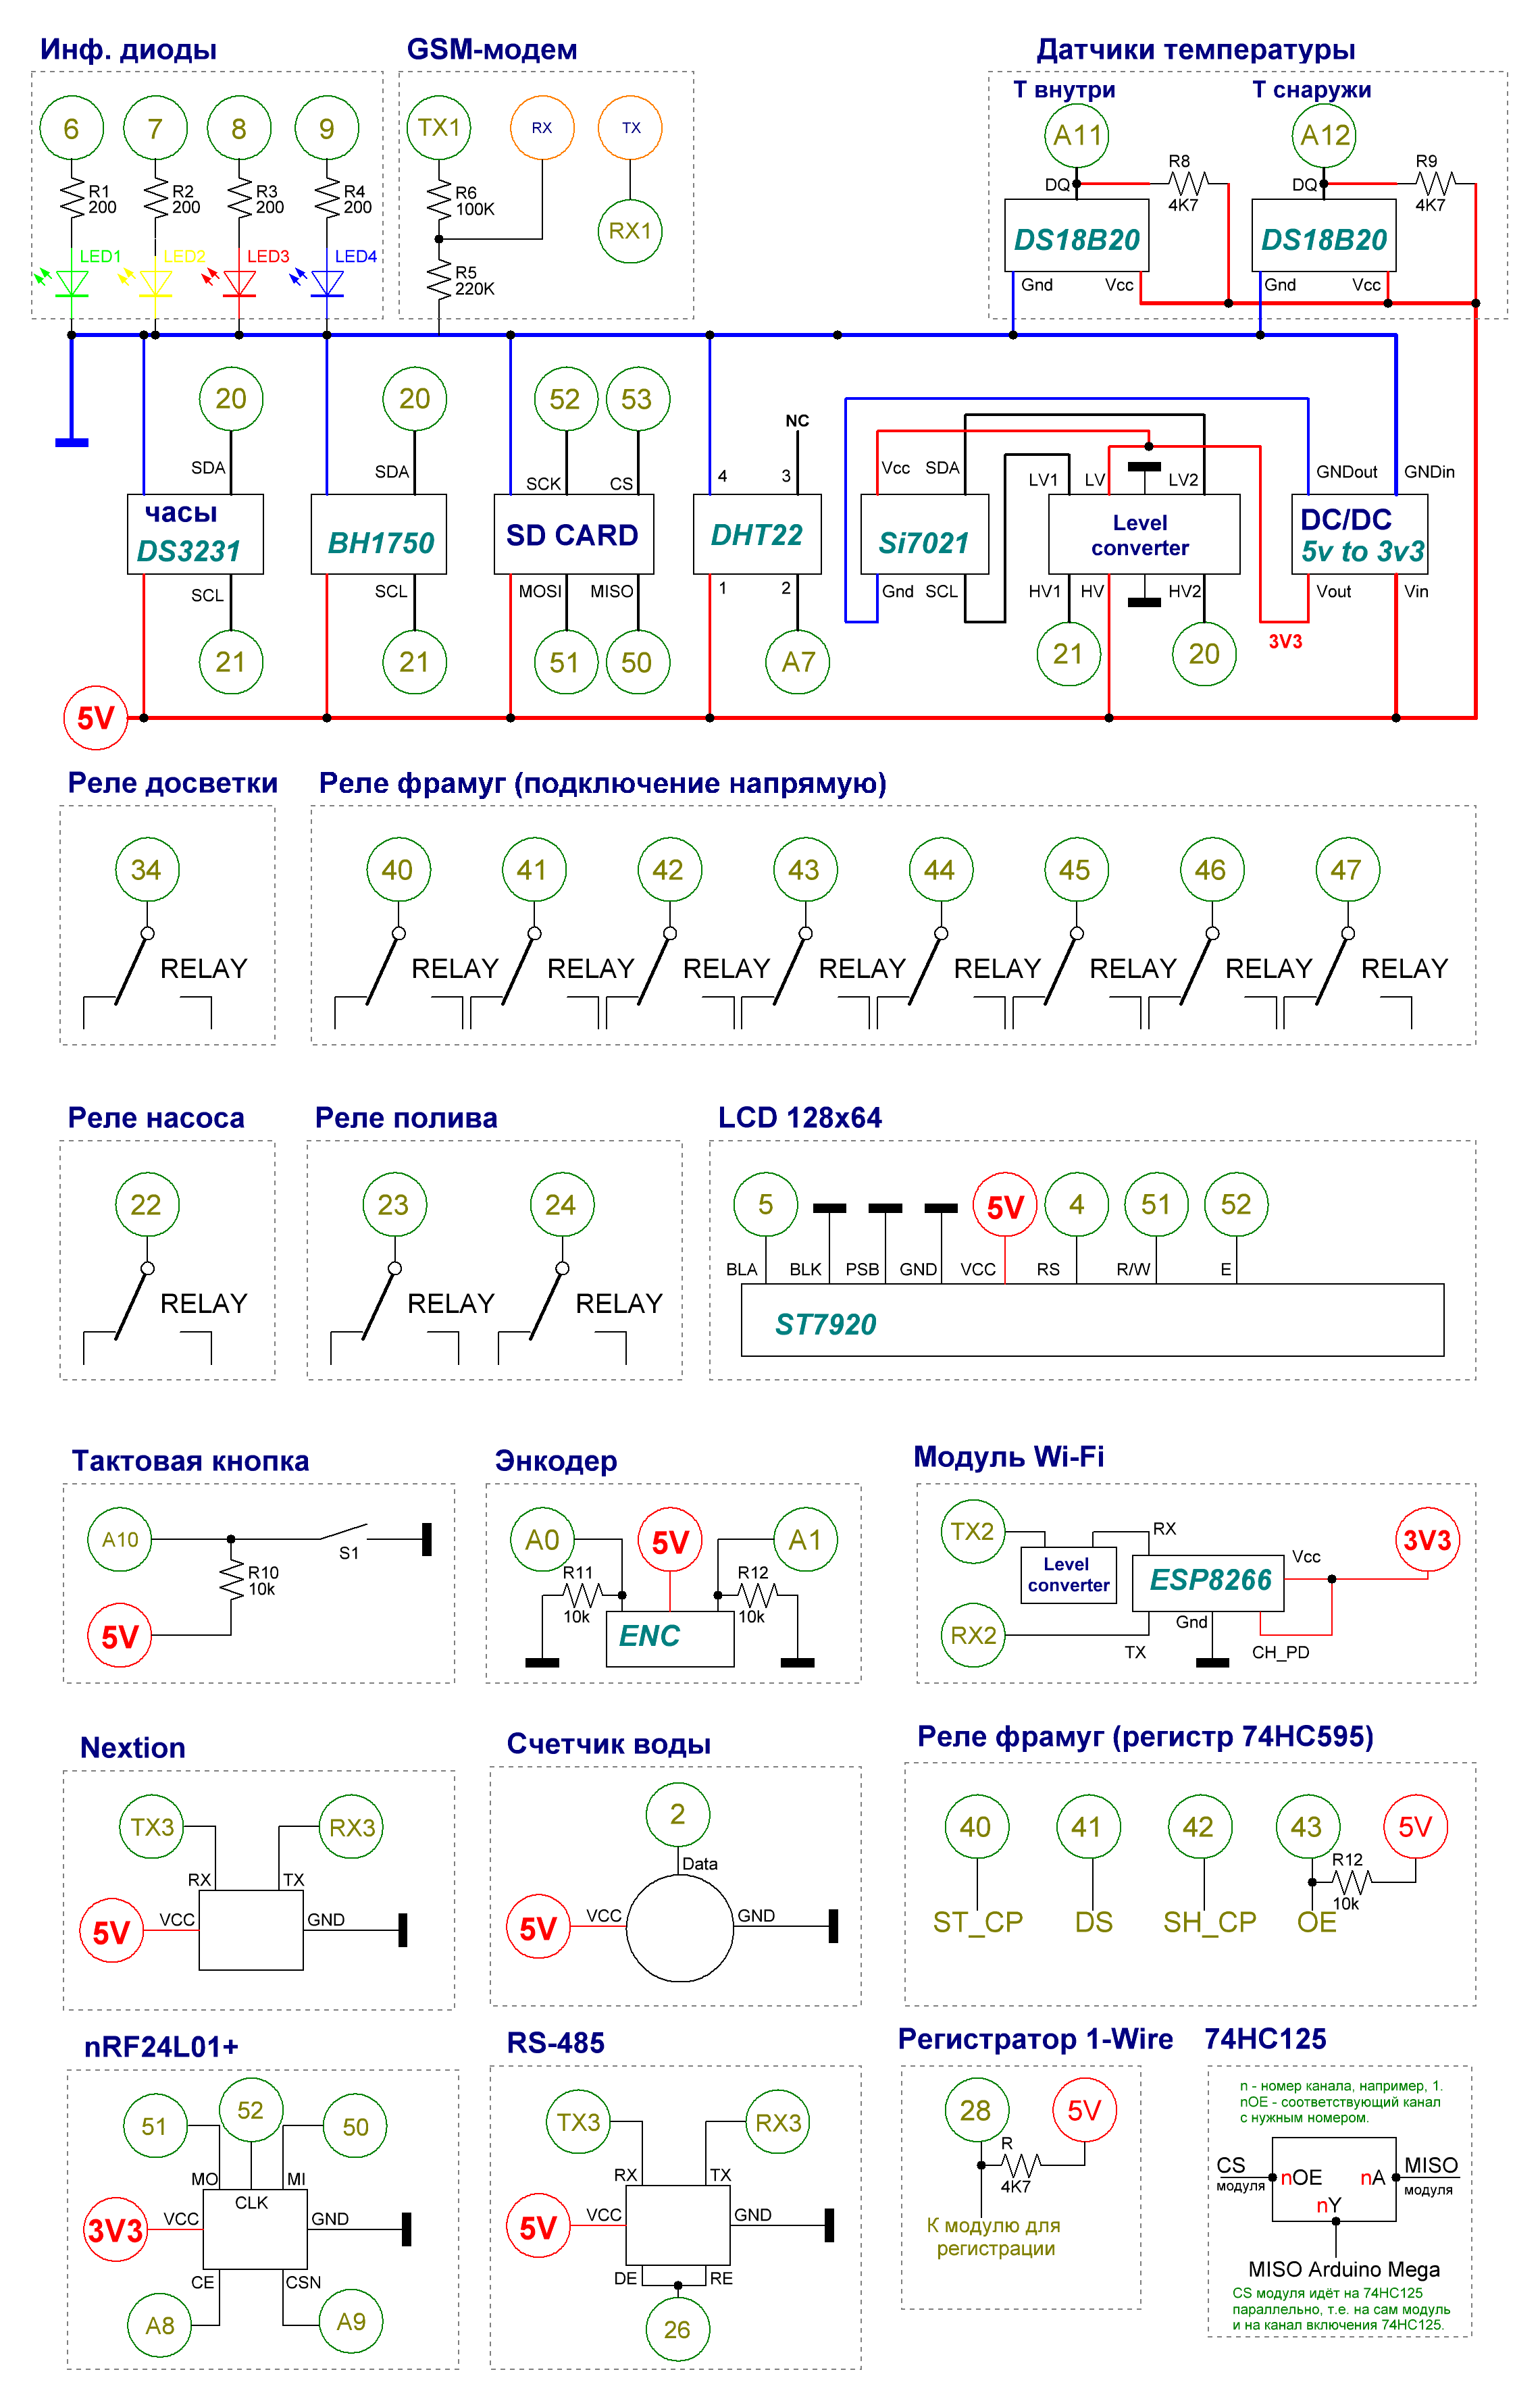 Инф. диоды
GSM-модем
Датчики температуры
T внутри
T снаружи
6
7
8
9
TX1
RX
TX
A11
A12
R1
200
R2
200
R3
200
R4
200
R6
100K
RX1
DQ
R8
4K7
DQ
R9
4K7
LED1
LED2
LED3
LED4
R5
220K
DS18B20
DS18B20
Gnd
Vcc
Gnd
Vcc
20
20
52
53
NC
SDA
SDA
SCK
CS
4
3
Vcc
SDA
LV1
LV
LV2
GNDout
GNDin
часы
DS3231
BH1750
SD CARD
DHT22
Si7021
Level
converter
DC/DC
5v to 3v3
SCL
SCL
MOSI
MISO
1
2
Gnd
SCL
HV1
HV
HV2
Vout
Vin
21
21
51
50
A7
21
20
3V3
5V
Реле досветки
Реле фрамуг (подключение напрямую)
34
40
41
42
43
44
45
46
47
RELAY
RELAY
RELAY
RELAY
RELAY
RELAY
RELAY
RELAY
RELAY
Реле насоса
Реле полива
LCD 128x64
22
23
24
5
5V
4
51
52
BLA
BLK
PSB
GND
VCC
RS
R/W
E
RELAY
RELAY
RELAY
ST7920
Тактовая кнопка
Энкодер
Модуль Wi-Fi
A10
S1
R10
10k
5V
A0
5V
A1
R11
10k
R12
10k
ENC
TX2
RX
Level
converter
ESP8266
Vcc
3V3
RX2
TX
Gnd
CH_PD
Nextion
Счетчик воды
Реле фрамуг (регистр 74HC595)
TX3
RX3
RX
TX
5V
VCC
GND
2
Data
5V
VCC
GND
40
41
42
43
5V
R12
10k
ST_CP
DS
SH_CP
OE
nRF24L01+
RS-485
Регистратор 1-Wire
74HC125
51
52
50
MO
MI
CLK
3V3
VCC
GND
CE
CSN
A8
A9
TX3
RX3
RX
TX
5V
VCC
GND
DE
RE
26
28
5V
R
4K7
К модулю для
регистрации
n - номер канала, например, 1.
nOE - соответствующий канал
с нужным номером.
CS
модуля
nOE
nA
MISO
модуля
nY
MISO Arduino Mega
CS модуля идёт на 74HC125
параллельно, т.е. на сам модуль
и на канал включения 74HC125.